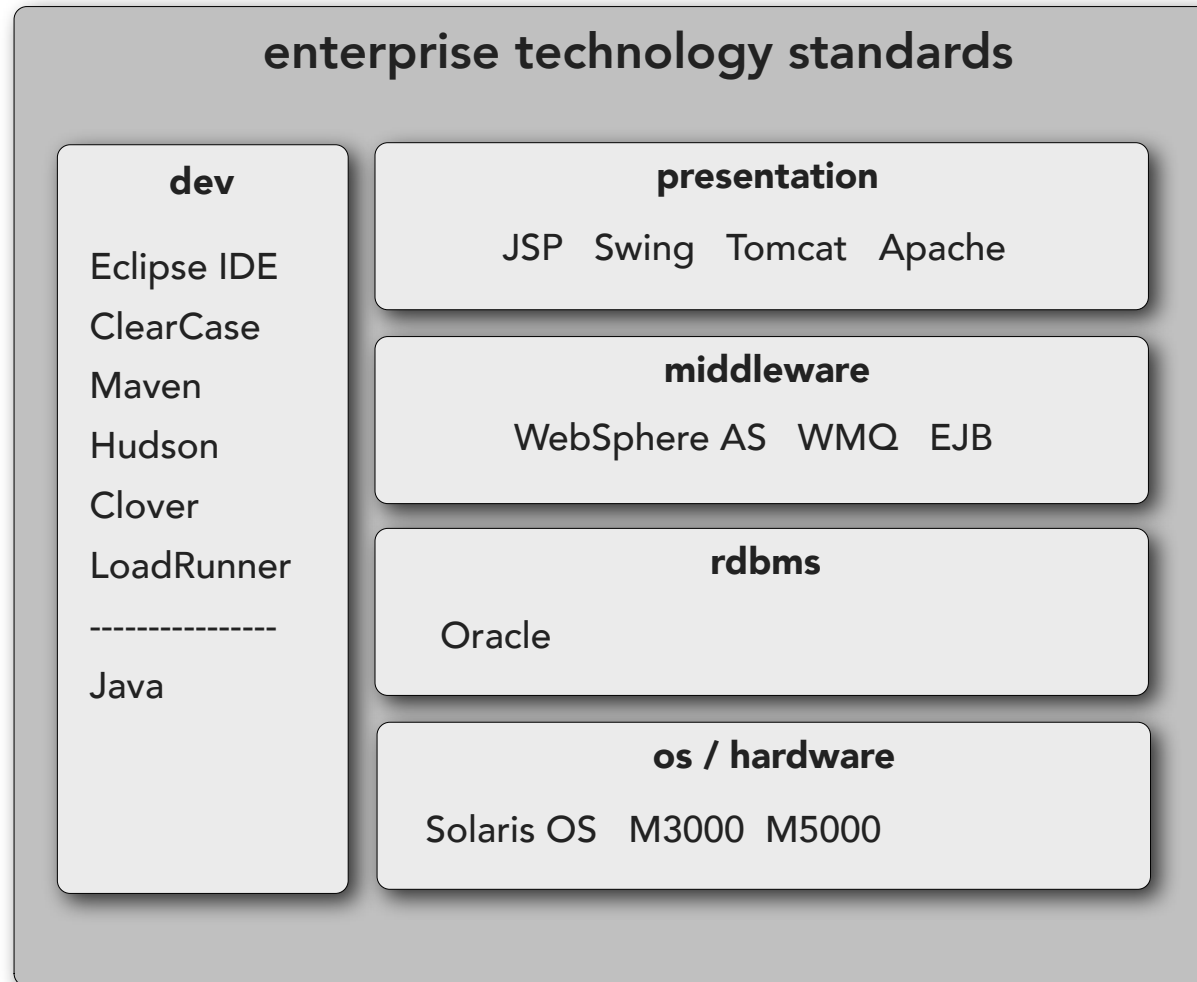 enterprise technology standards
dev
Eclipse IDE
ClearCase
Maven
Hudson
Clover
LoadRunner
----------------
Java
presentation
JSP Swing Tomcat Apache
middleware
WebSphere AS WMQ EJB
rdbms
Oracle
os / hardware
Solaris OS M3000 M5000